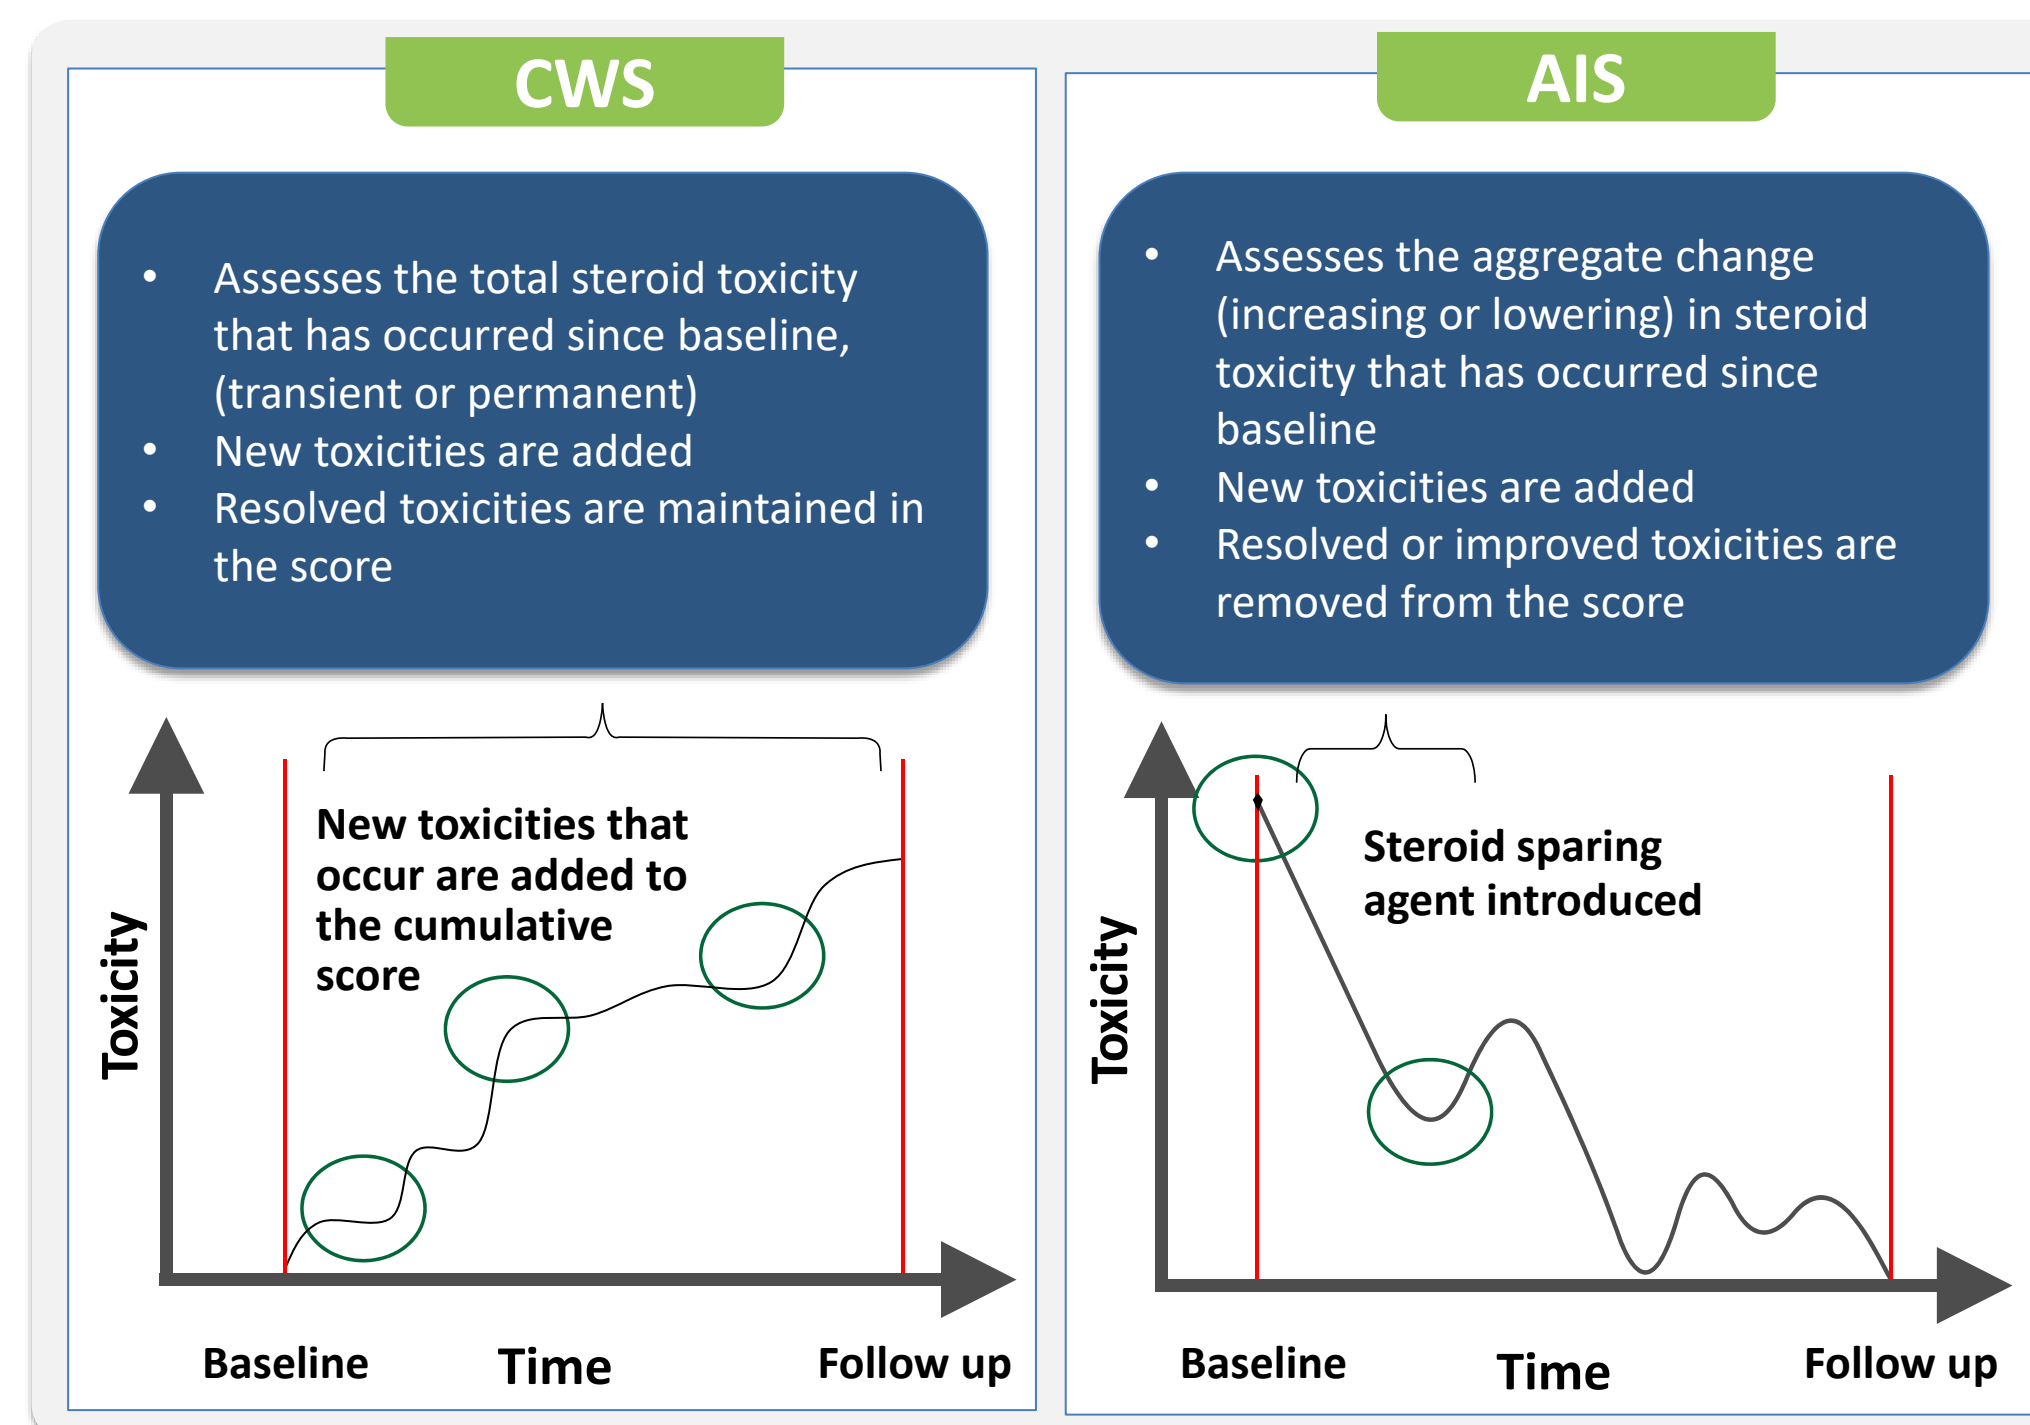 CWS
• Assesses the total steroid toxicity
that has occurred since baseline,
(transient or permanent)
• New toxicities are added
• Resolved toxicities are maintained in
the score
New toxicities that
occur are added to
the cumulative
score
Toxicity
Baseline
Time
Follow up
AIS
• Assesses the aggregate change
(increasing or lowering) in steroid
toxicity that has occurred since
baseline
• New toxicities are added
• Resolved or improved toxicities are
removed from the score
Steroid sparing
agent introduced
Toxicity
Baseline
Time
Follow up